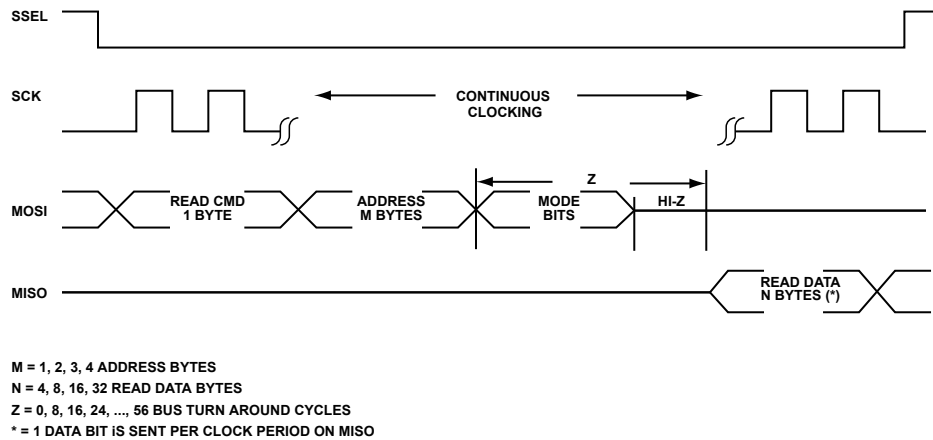 SSEL
SCK
CONTINUOUS
CLOCKING
Z
MOSI
READ CMD
1 BYTE
ADDRESS
M BYTES
MODE
BITS
HI-Z
MISO
READ DATA
N BYTES (*)
M = 1, 2, 3, 4 ADDRESS BYTES
N = 4, 8, 16, 32 READ DATA BYTES
Z = 0, 8, 16, 24, ..., 56 BUS TURN AROUND CYCLES
* = 1 DATA BIT iS SENT PER CLOCK PERIOD ON MISO